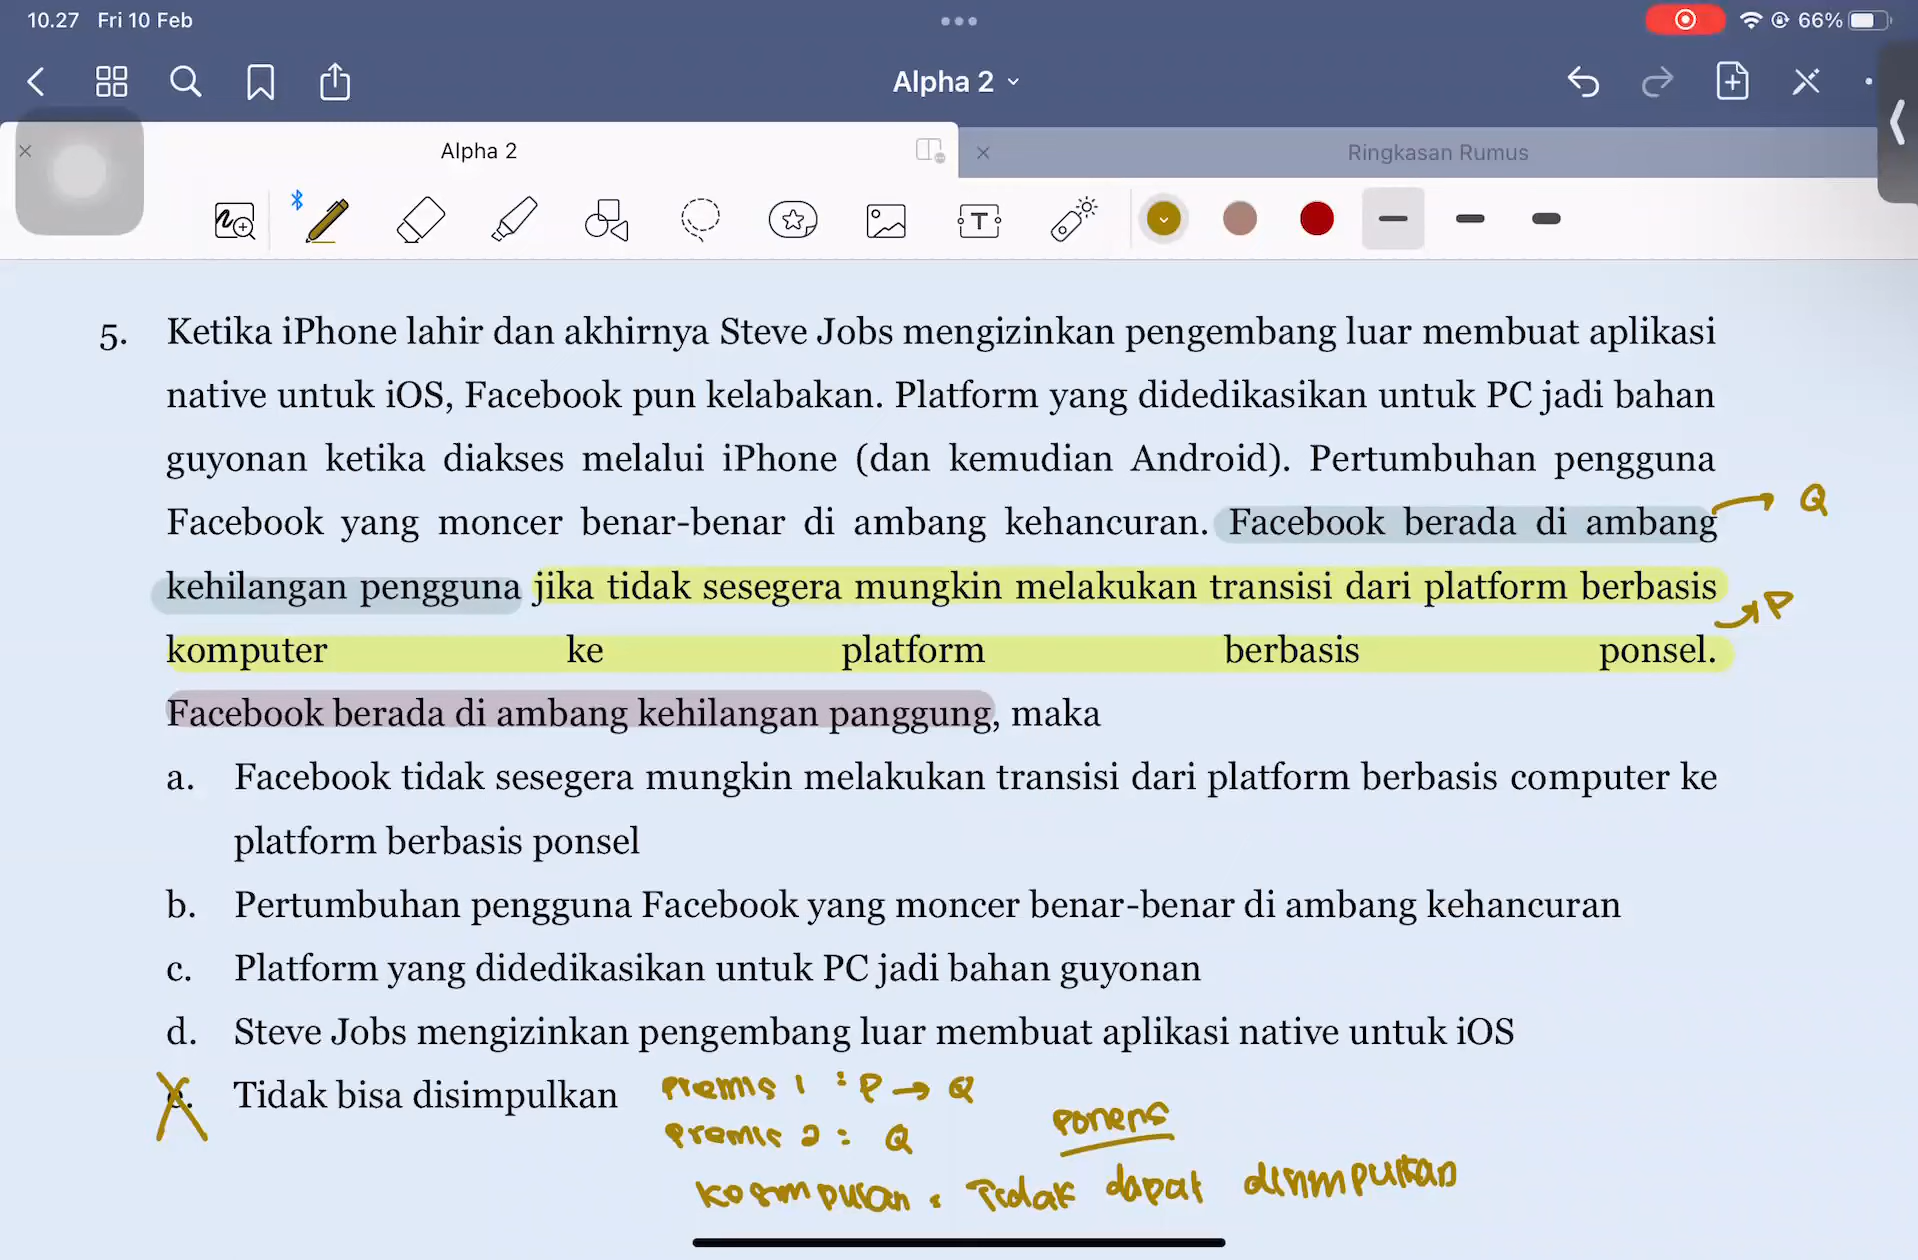 10.27 Fri 10 Feb
66%
Alpha 2
Alpha 2
Ringkasan Rumus
T
5. Ketika iPhone lahir dan akhirnya Steve Jobs mengizinkan pengembang luar membuat aplikasi
native untuk iOS, Facebook pun kelabakan. Platform yang didedikasikan untuk PC jadi bahan
guyonan ketika diakses melalui iPhone (dan kemudian Android). Pertumbuhan pengguna
Facebook yang moncer benar-benar di ambang kehancuran. Facebook berada di ambang
Q
kehilangan pengguna jika tidak sesegera mungkin melakukan transisi dari platform berbasis
P
komputer ke platform berbasis ponsel.
Facebook berada di ambang kehilangan panggung, maka
a. Facebook tidak sesegera mungkin melakukan transisi dari platform berbasis computer ke
platform berbasis ponsel
b. Pertumbuhan pengguna Facebook yang moncer benar-benar di ambang kehancuran
c. Platform yang didedikasikan untuk PC jadi bahan guyonan
d. Steve Jobs mengizinkan pengembang luar membuat aplikasi native untuk iOS
e. Tidak bisa disimpulkan
Premis 1 : P → Q
Premis 2 : Q
Ponens
Kesimpulan : Tidak dapat disimpulkan